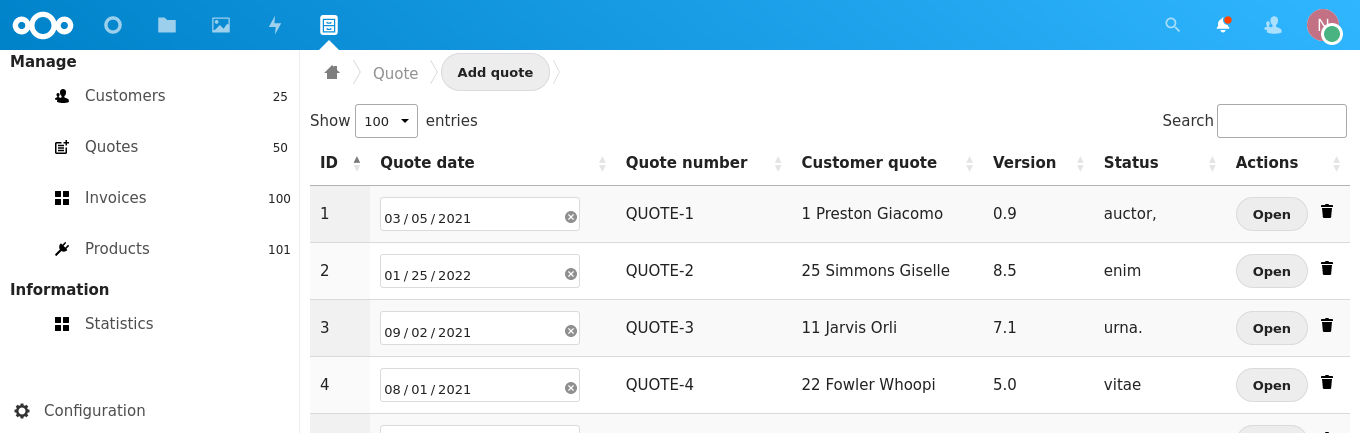 N
Manage
Customers 25
Quotes 50
Invoices 100
Products 101
Information
Statistics
Configuration
Quote Add quote
Show 100 entries Search
ID Quote date Quote number Customer quote Version Status Actions
1 03/05/2021 QUOTE-1 1 Preston Giacomo 0.9 auctor, Open
2 01/25/2022 QUOTE-2 25 Simmons Giselle 8.5 enim Open
3 09/02/2021 QUOTE-3 11 Jarvis Orli 7.1 urna. Open
4 08/01/2021 QUOTE-4 22 Fowler Whoopi 5.0 vitae Open